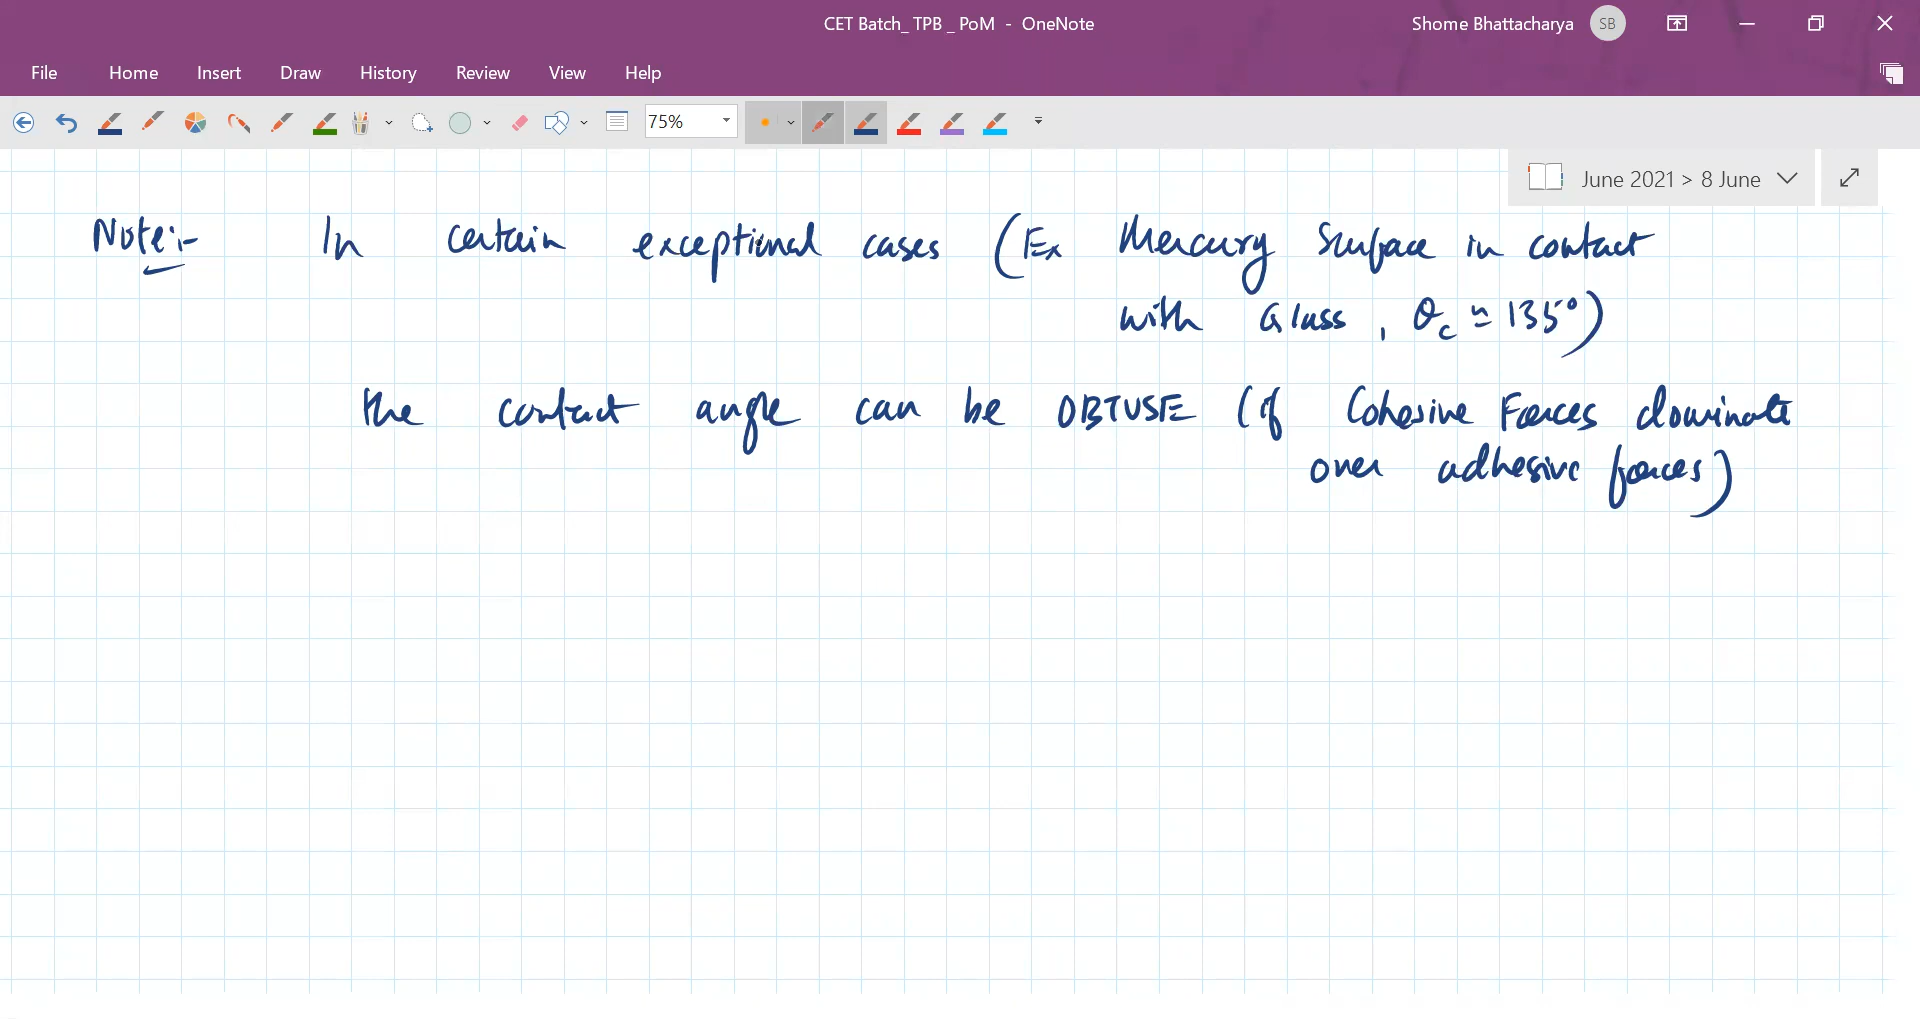 CET Batch_ TPB _ PoM - OneNote
Shome Bhattacharya SB
File Home Insert Draw History Review View Help
75%
June 2021 > 8 June
Note:- In certain exceptional cases (Ex Mercury Surface in contact
with Glass, θc ≃ 135°)
the contact angle can be OBTUSE (if Cohesive Forces dominate
over adhesive forces)